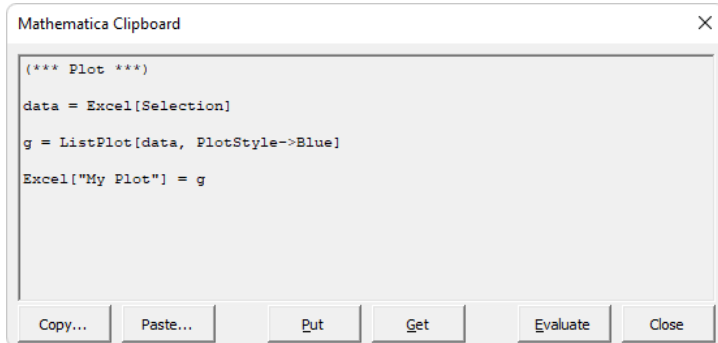 Mathematica Clipboard
(*** Plot ***)
data = Excel[Selection]
g = ListPlot[data, PlotStyle->Blue]
Excel["My Plot"] = g
Copy... Paste... Put Get Evaluate Close